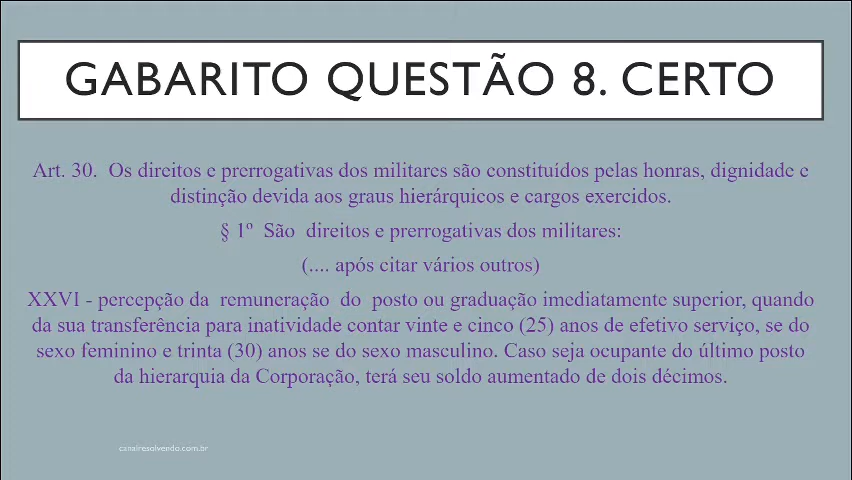 GABARITO QUESTÃO 8. CERTO
Art. 30.  Os direitos e prerrogativas dos militares são constituídos pelas honras, dignidade e
distinção devida aos graus hierárquicos e cargos exercidos.
§ 1º  São  direitos e prerrogativas dos militares:
(.... após citar vários outros)
XXVI - percepção da  remuneração  do  posto ou graduação imediatamente superior, quando
da sua transferência para inatividade contar vinte e cinco (25) anos de efetivo serviço, se do
sexo feminino e trinta (30) anos se do sexo masculino. Caso seja ocupante do último posto
da hierarquia da Corporação, terá seu soldo aumentado de dois décimos.
canalresolvendo.com.br